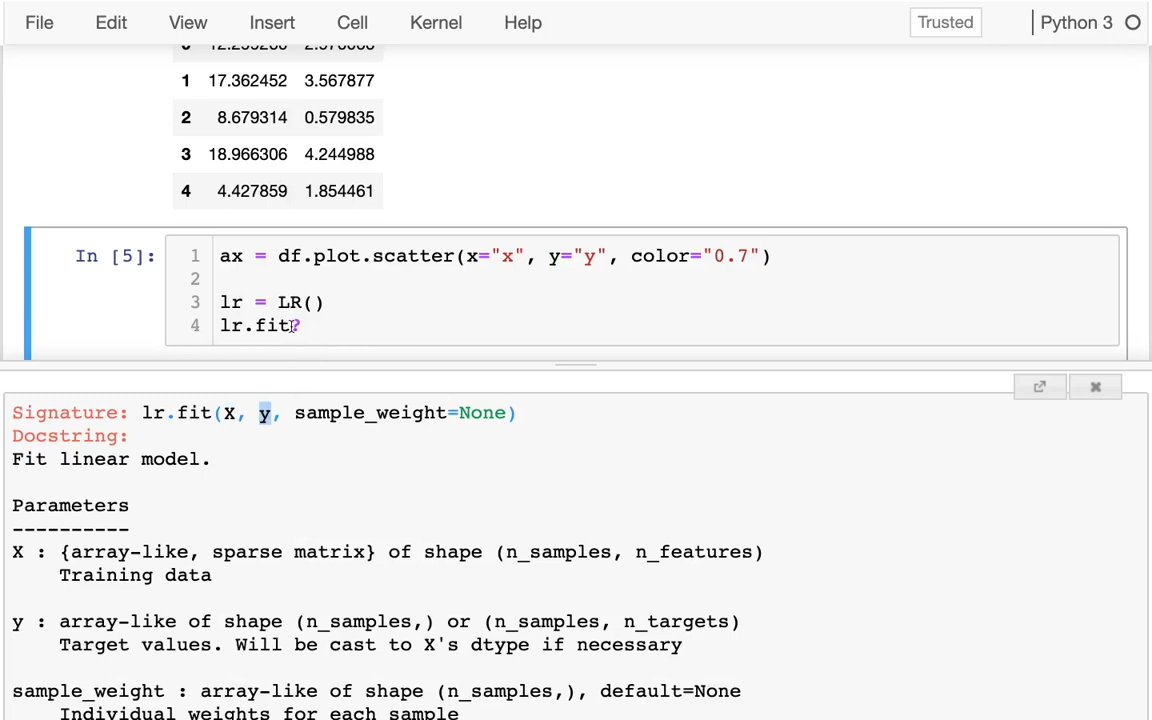 File Edit View Insert Cell Kernel Help Trusted Python 3
1 17.362452 3.567877
2 8.679314 0.579835
3 18.966306 4.244988
4 4.427859 1.854461
In [5]: 1 ax = df.plot.scatter(x="x", y="y", color="0.7")
2
3 lr = LR()
4 lr.fit?
Signature: lr.fit(X, y, sample_weight=None)
Docstring:
Fit linear model.
Parameters
----------
X : {array-like, sparse matrix} of shape (n_samples, n_features)
Training data
y : array-like of shape (n_samples,) or (n_samples, n_targets)
Target values. Will be cast to X's dtype if necessary
sample_weight : array-like of shape (n_samples,), default=None
Individual weights for each sample